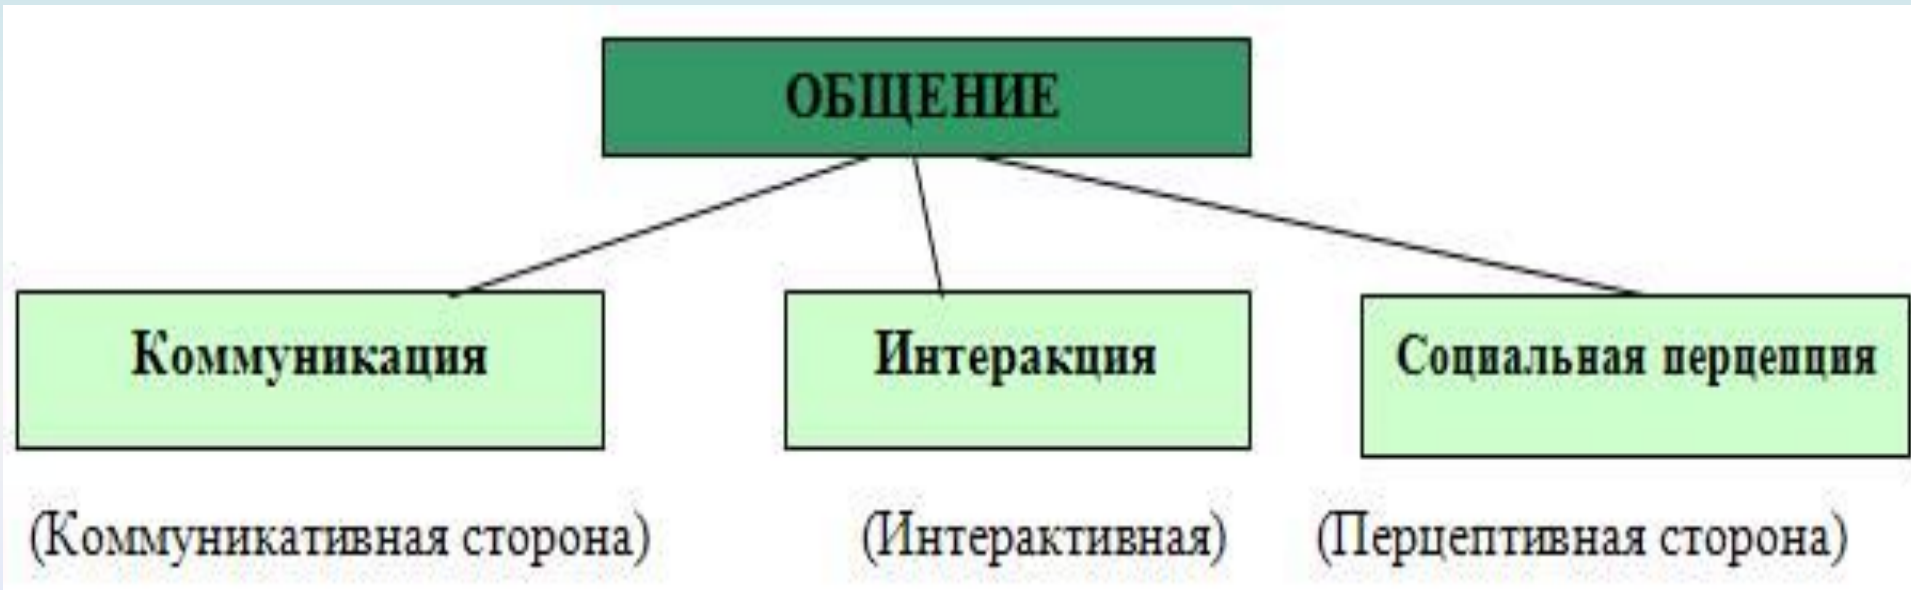 ОБЩЕНИЕ
Коммуникация
Интеракция
Социальная перцепция
(Коммуникативная сторона)
(Интерактивная)
(Перцептивная сторона)